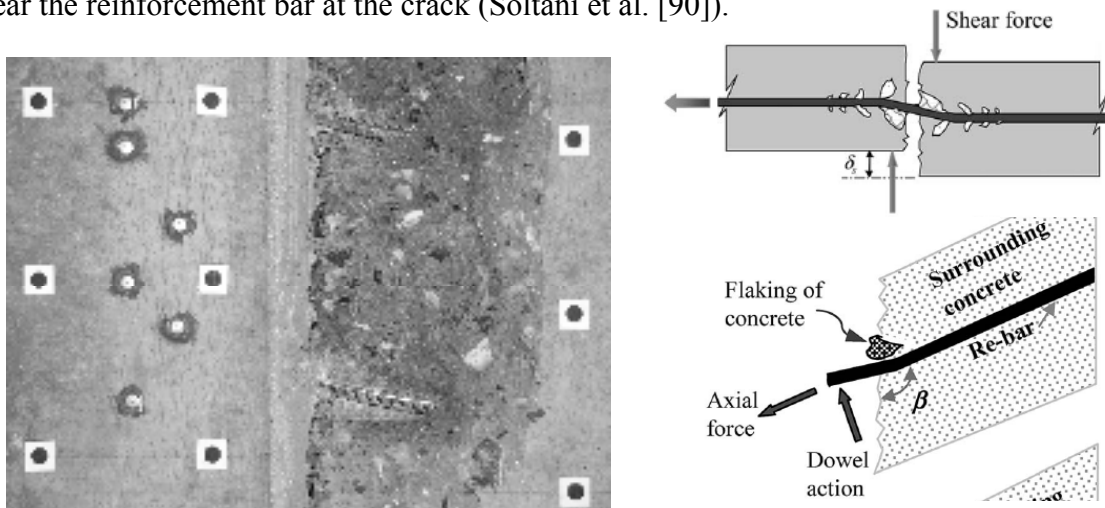 ear the reinforcement bar at the crack (Soltani et al. [90]).
Shear force
δs
Surrounding
concrete
Re-bar
Flaking of
concrete
β
Axial
force
Dowel
action